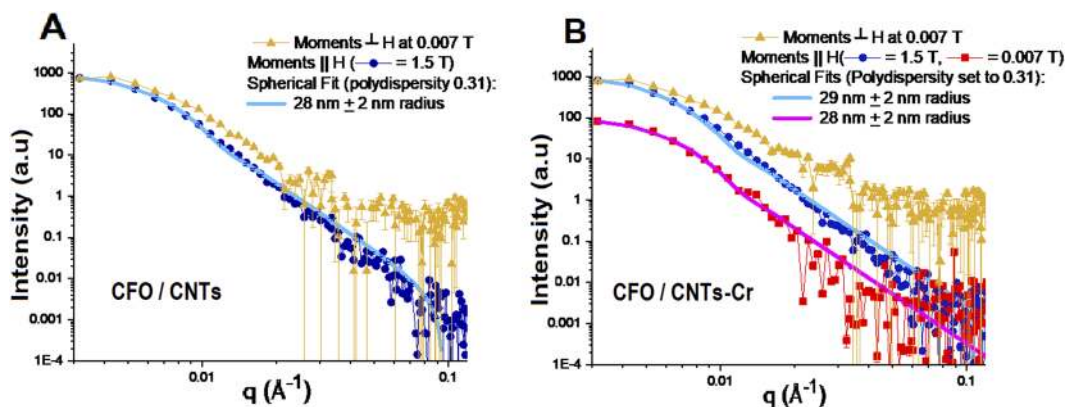 A
Moments ⊥ H at 0.007 T
Moments || H ( = 1.5 T)
Spherical Fit (polydispersity 0.31):
28 nm ± 2 nm radius
1000
100
10
1
0.1
0.01
0.001
1E-4
Intensity (a.u)
CFO / CNTs
0.01
0.1
q (Å⁻¹)
B
Moments ⊥ H at 0.007 T
Moments || H( = 1.5 T, = 0.007 T)
Spherical Fits (Polydispersity set to 0.31):
29 nm ± 2 nm radius
28 nm ± 2 nm radius
1000
100
10
1
0.1
0.01
0.001
1E-4
Intensity (a.u)
CFO / CNTs-Cr
0.01
0.1
q (Å⁻¹)